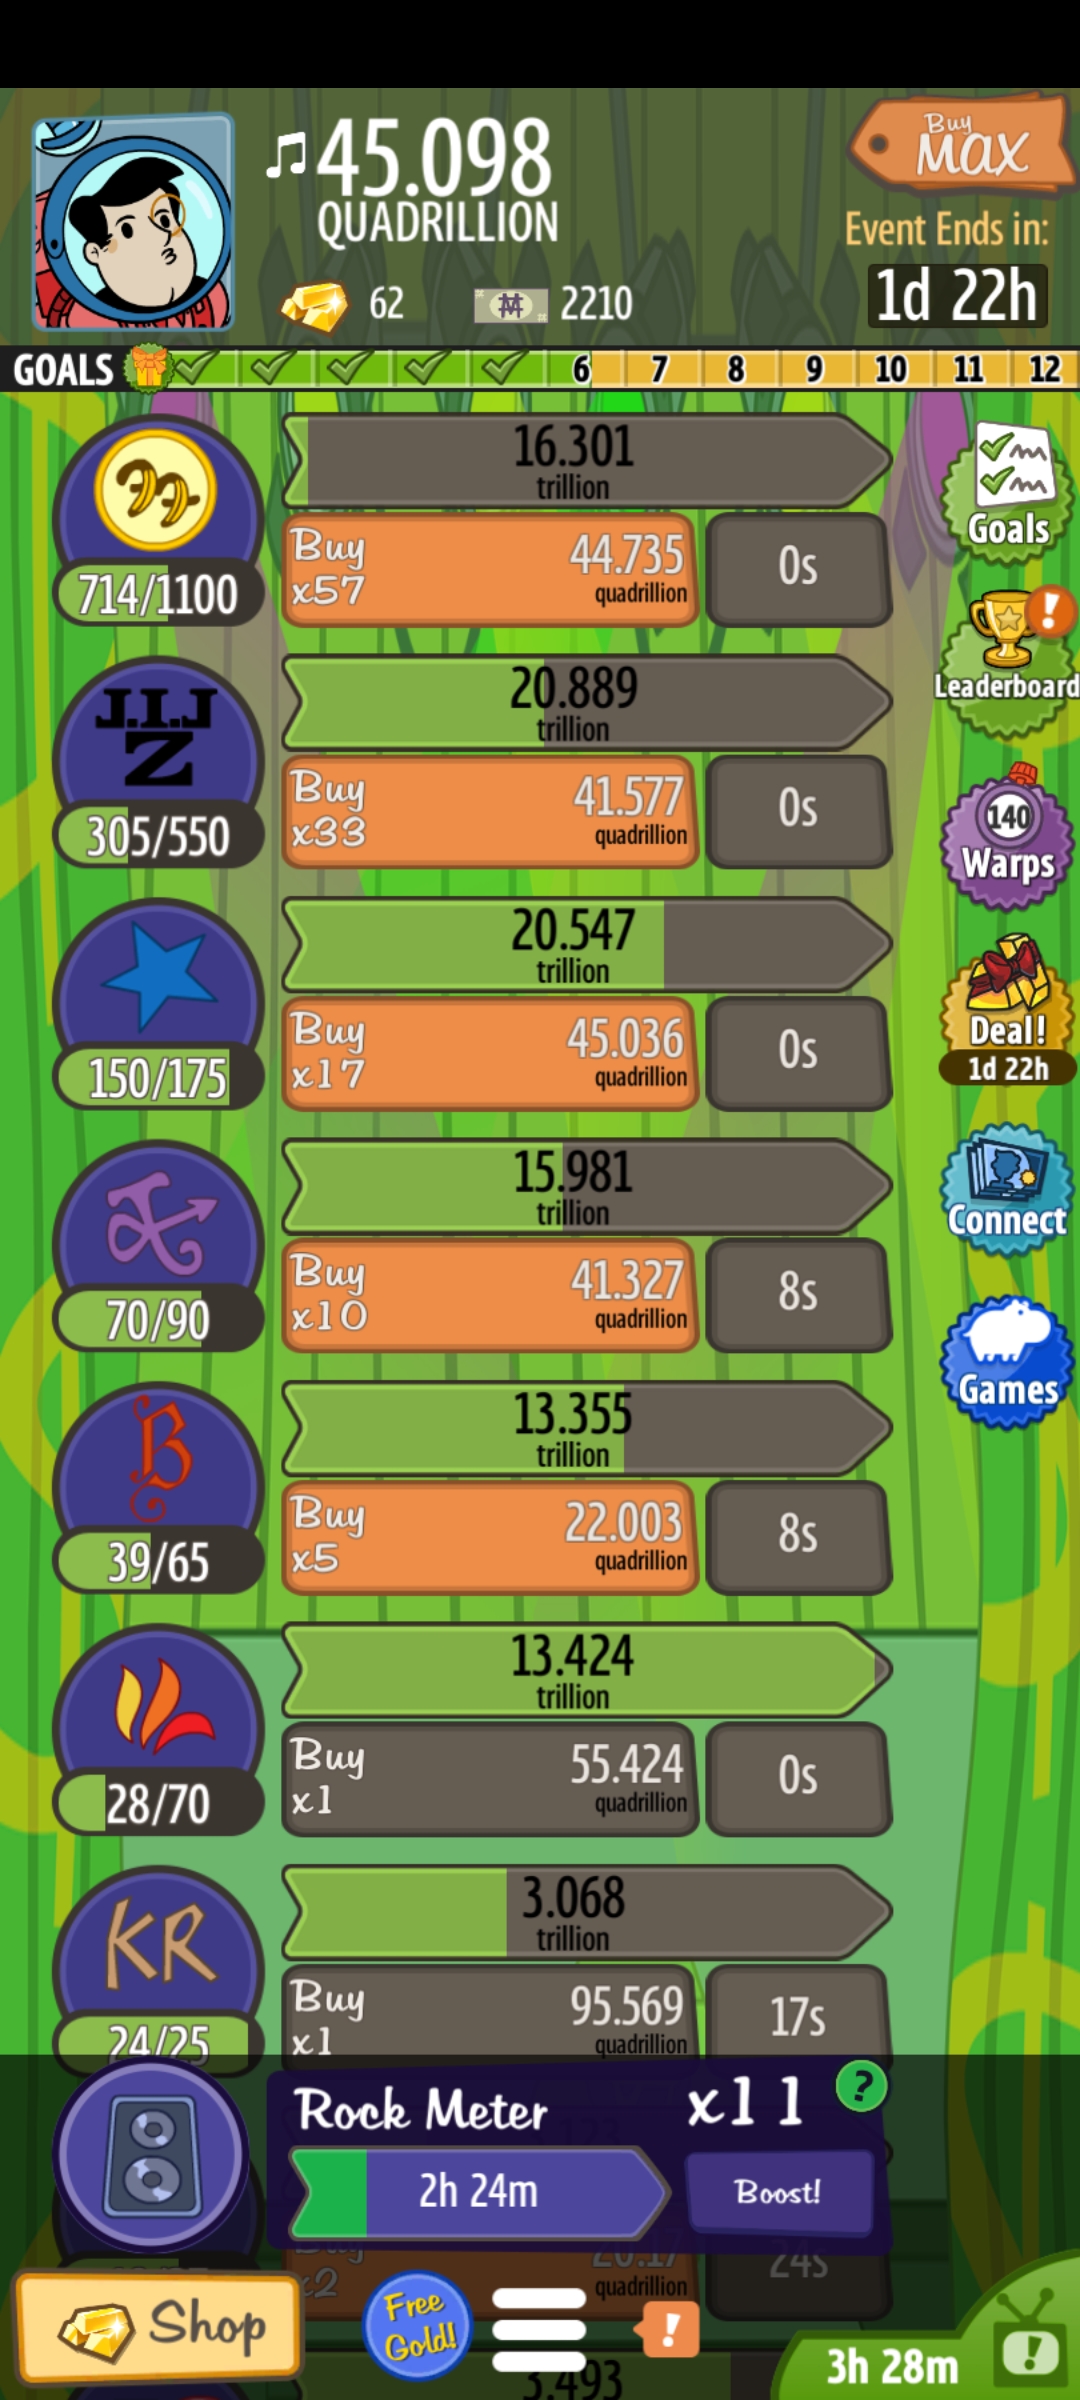 45.098
QUADRILLION
Buy
MAX
Event Ends in:
1d 22h
62
2210
GOALS
6 7 8 9 10 11 12
16.301
trillion
Buy
x57
44.735
quadrillion
0s
714/1100
Goals
J.I.J
Z
20.889
trillion
Buy
x33
41.577
quadrillion
0s
305/550
Leaderboard
140
Warps
20.547
trillion
Buy
x17
45.036
quadrillion
0s
150/175
Deal!
1d 22h
15.981
trillion
Buy
x10
41.327
quadrillion
8s
70/90
Connect
B
13.355
trillion
Buy
x5
22.003
quadrillion
8s
39/65
Games
13.424
trillion
Buy
x1
55.424
quadrillion
0s
28/70
KR
3.068
trillion
Buy
x1
95.569
quadrillion
17s
24/25
Rock Meter
x11
?
2h 24m
Boost!
Buy
x2
20.17
quadrillion
24s
Shop
Free
Gold!
!
3.493
3h 28m
!